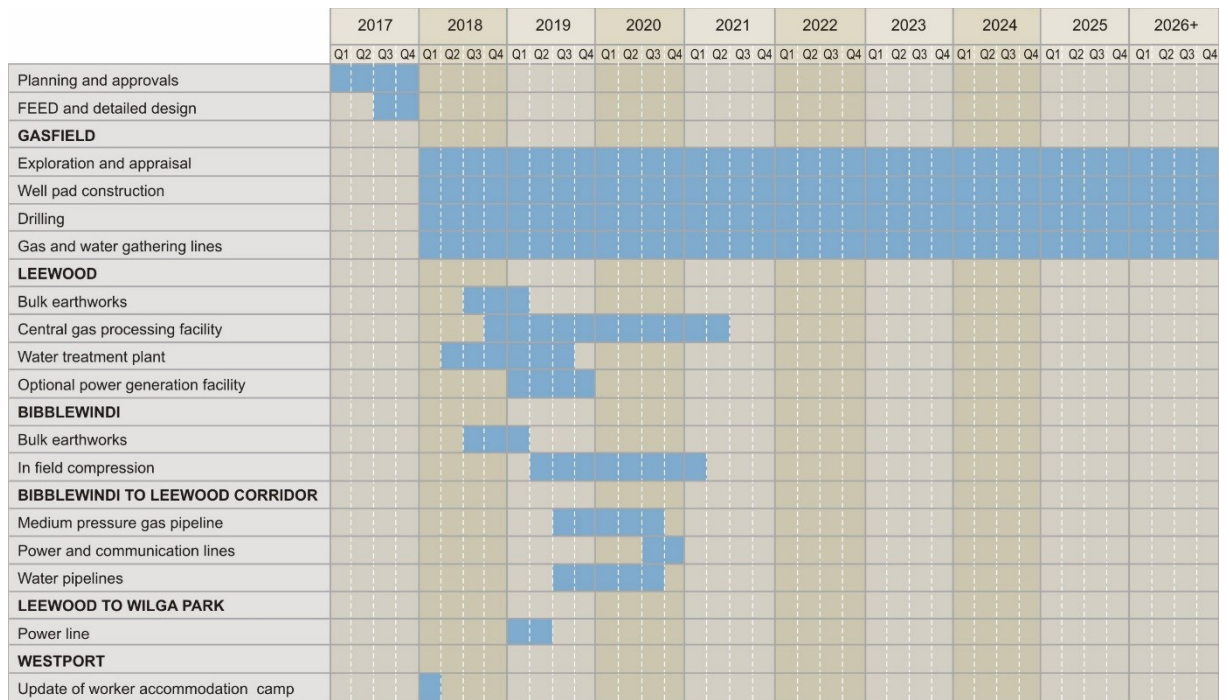 2017 2018 2019 2020 2021 2022 2023 2024 2025 2026+
Q1 Q2 Q3 Q4 Q1 Q2 Q3 Q4 Q1 Q2 Q3 Q4 Q1 Q2 Q3 Q4 Q1 Q2 Q3 Q4 Q1 Q2 Q3 Q4 Q1 Q2 Q3 Q4 Q1 Q2 Q3 Q4 Q1 Q2 Q3 Q4 Q1 Q2 Q3 Q4
Planning and approvals
FEED and detailed design
GASFIELD
Exploration and appraisal
Well pad construction
Drilling
Gas and water gathering lines
LEEWOOD
Bulk earthworks
Central gas processing facility
Water treatment plant
Optional power generation facility
BIBBLEWINDI
Bulk earthworks
In field compression
BIBBLEWINDI TO LEEWOOD CORRIDOR
Medium pressure gas pipeline
Power and communication lines
Water pipelines
LEEWOOD TO WILGA PARK
Power line
WESTPORT
Update of worker accommodation camp